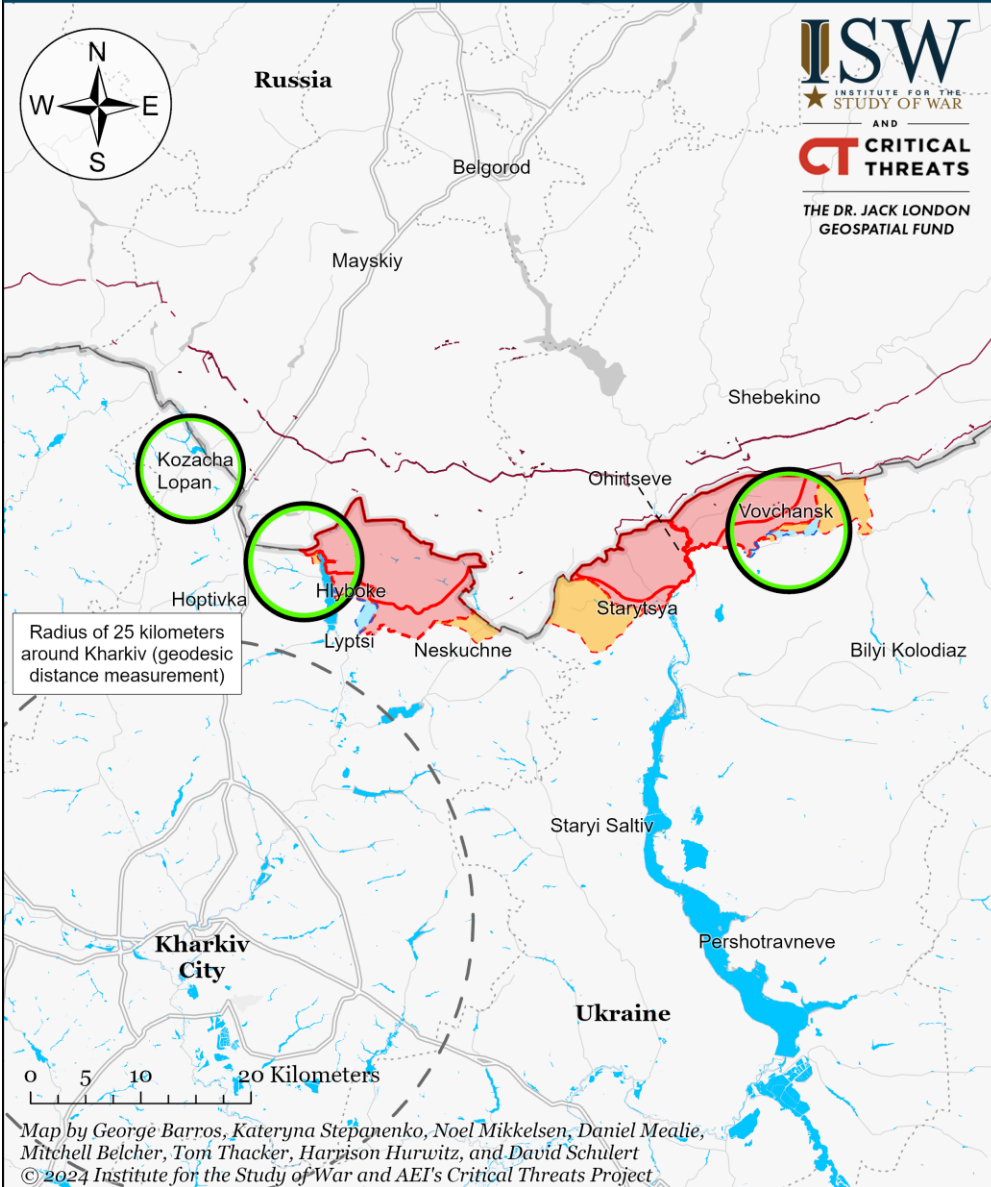 N
W E
S
Russia
ISW
INSTITUTE FOR THE
STUDY OF WAR
AND
CT CRITICAL
THREATS
THE DR. JACK LONDON
GEOSPATIAL FUND
Belgorod
Mayskiy
Shebekino
Kozacha
Lopan
Ohirtseve
Vovchansk
Hoptivka
Hlyboke
Starytsya
Radius of 25 kilometers
around Kharkiv (geodesic
distance measurement)
Lyptsi
Neskuchne
Bilyi Kolodiaz
Staryi Saltiv
Kharkiv
City
Pershotravneve
Ukraine
0 5 10 20 Kilometers
Map by George Barros, Kateryna Stepanenko, Noel Mikkelsen, Daniel Mealie,
Mitchell Belcher, Tom Thacker, Harrison Hurwitz, and David Schulert
© 2024 Institute for the Study of War and AEI's Critical Threats Project